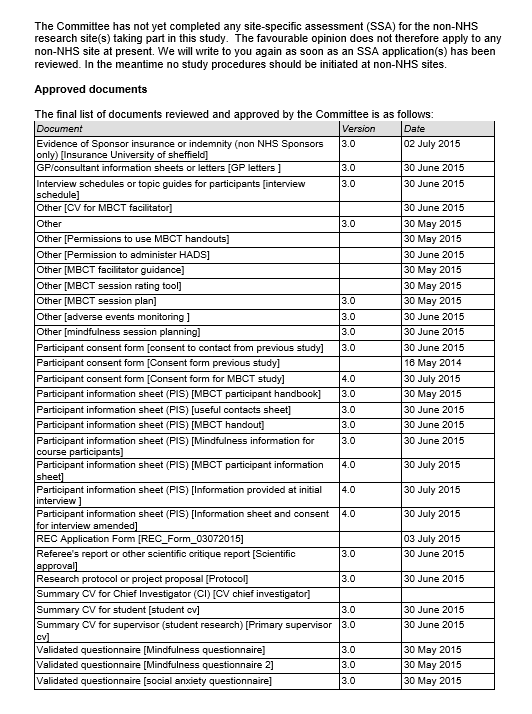 The Committee has not yet completed any site-specific assessment (SSA) for the non-NHS
research site(s) taking part in this study.  The favourable opinion does not therefore apply to any
non-NHS site at present. We will write to you again as soon as an SSA application(s) has been
reviewed. In the meantime no study procedures should be initiated at non-NHS sites.
Approved documents
The final list of documents reviewed and approved by the Committee is as follows:
Document Version Date
Evidence of Sponsor insurance or indemnity (non NHS Sponsors 3.0 02 July 2015
only) [Insurance University of sheffield]
GP/consultant information sheets or letters [GP letters ] 3.0 30 June 2015
Interview schedules or topic guides for participants [interview 3.0 30 June 2015
schedule]
Other [CV for MBCT facilitator] 30 June 2015
Other 3.0 30 May 2015
Other [Permissions to use MBCT handouts] 30 May 2015
Other [Permission to administer HADS] 30 June 2015
Other [MBCT facilitator guidance] 30 May 2015
Other [MBCT session rating tool] 30 May 2015
Other [MBCT session plan] 3.0 30 May 2015
Other [adverse events monitoring ] 3.0 30 June 2015
Other [mindfulness session planning] 3.0 30 June 2015
Participant consent form [consent to contact from previous study] 3.0 30 June 2015
Participant consent form [Consent form previous study] 16 May 2014
Participant consent form [Consent form for MBCT study] 4.0 30 July 2015
Participant information sheet (PIS) [MBCT participant handbook] 3.0 30 May 2015
Participant information sheet (PIS) [useful contacts sheet] 3.0 30 June 2015
Participant information sheet (PIS) [MBCT handout] 3.0 30 June 2015
Participant information sheet (PIS) [Mindfulness information for 3.0 30 June 2015
course participants]
Participant information sheet (PIS) [MBCT participant information 4.0 30 July 2015
sheet]
Participant information sheet (PIS) [Information provided at initial 4.0 30 July 2015
interview ]
Participant information sheet (PIS) [Information sheet and consent 4.0 30 July 2015
for interview amended]
REC Application Form [REC_Form_03072015] 03 July 2015
Referee's report or other scientific critique report [Scientific 3.0 30 June 2015
approval]
Research protocol or project proposal [Protocol] 3.0 30 June 2015
Summary CV for Chief Investigator (CI) [CV chief investigator]
Summary CV for student [student cv] 3.0 30 June 2015
Summary CV for supervisor (student research) [Primary supervisor 3.0 30 June 2015
cv]
Validated questionnaire [Mindfulness questionnaire] 3.0 30 May 2015
Validated questionnaire [Mindfulness questionnaire 2] 3.0 30 May 2015
Validated questionnaire [social anxiety questionnaire] 3.0 30 May 2015